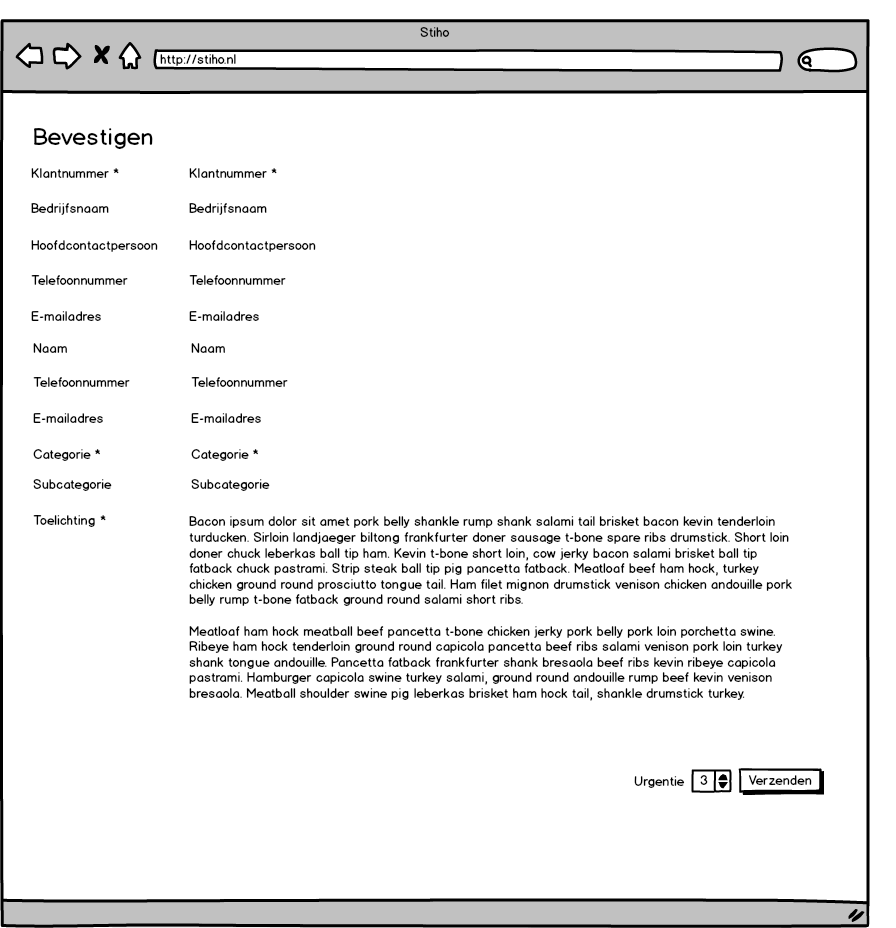 Stiho
http://stiho.nl
Bevestigen
Klantnummer * Klantnummer *
Bedrijfsnaam Bedrijfsnaam
Hoofdcontactpersoon Hoofdcontactpersoon
Telefoonnummer Telefoonnummer
E-mailadres E-mailadres
Naam Naam
Telefoonnummer Telefoonnummer
E-mailadres E-mailadres
Categorie * Categorie *
Subcategorie Subcategorie
Toelichting * Bacon ipsum dolor sit amet pork belly shankle rump shank salami tail brisket bacon kevin tenderloin
turducken. Sirloin landjaeger biltong frankfurter doner sausage t-bone spare ribs drumstick. Short loin
doner chuck leberkas ball tip ham. Kevin t-bone short loin, cow jerky bacon salami brisket ball tip
fatback chuck pastrami. Strip steak ball tip pig pancetta fatback. Meatloaf beef ham hock, turkey
chicken ground round prosciutto tongue tail. Ham filet mignon drumstick venison chicken andouille pork
belly rump t-bone fatback ground round salami short ribs.
Meatloaf ham hock meatball beef pancetta t-bone chicken jerky pork belly pork loin porchetta swine.
Ribeye ham hock tenderloin ground round capicola pancetta beef ribs salami venison pork loin turkey
shank tongue andouille. Pancetta fatback frankfurter shank bresaola beef ribs kevin ribeye capicola
pastrami. Hamburger capicola swine turkey salami, ground round andouille rump beef kevin venison
bresaola. Meatball shoulder swine pig leberkas brisket ham hock tail, shankle drumstick turkey.
Urgentie 3 Verzenden